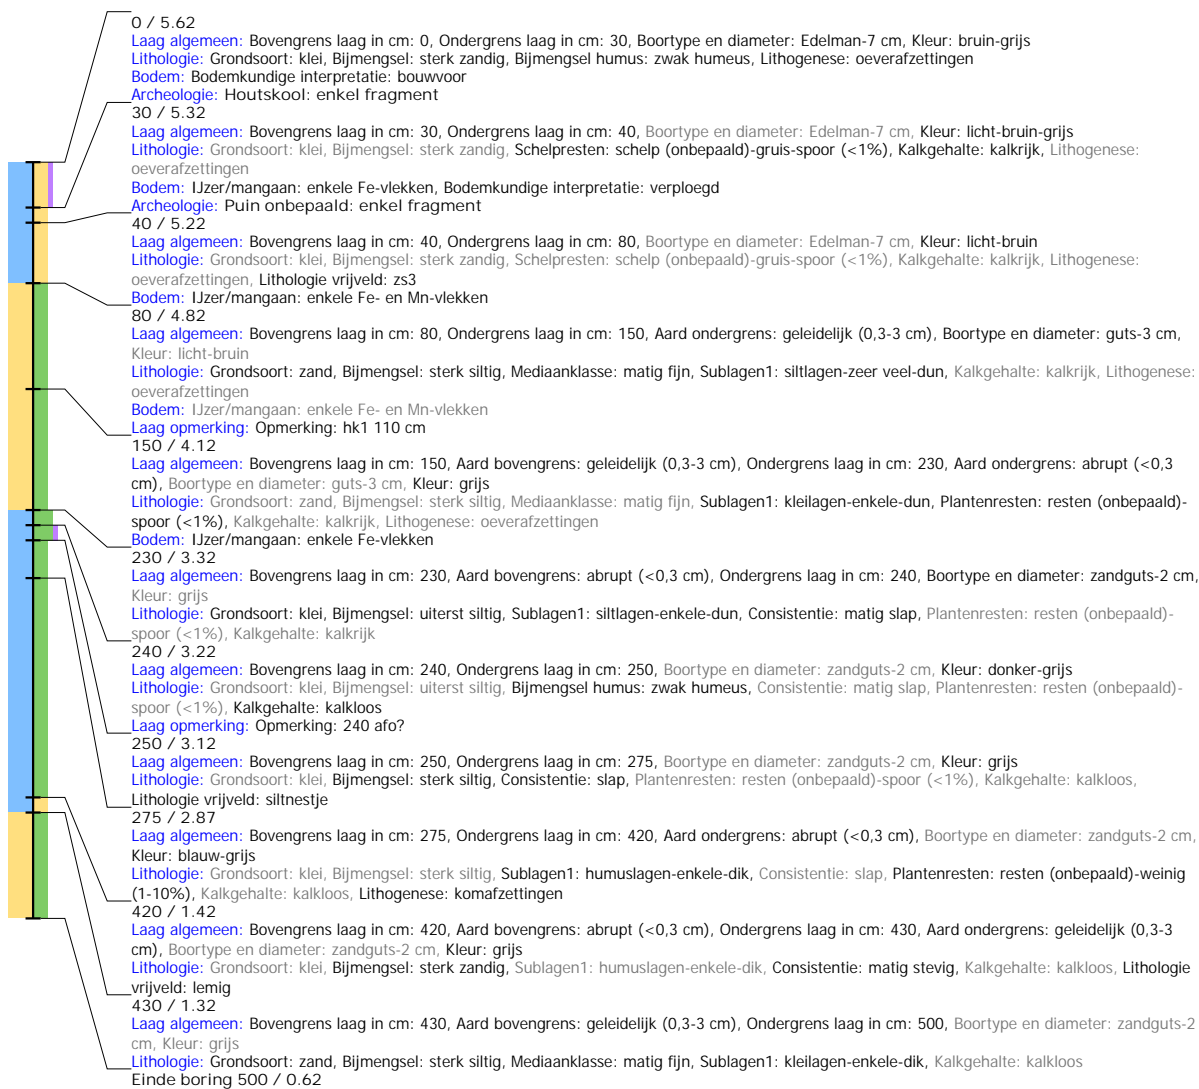 0 / 5.62
Laag algemeen: Bovengrens laag in cm: 0, Ondergrens laag in cm: 30, Boortype en diameter: Edelman-7 cm, Kleur: bruin-grijs
Lithologie: Grondsoort: klei, Bijmengsel: sterk zandig, Bijmengsel humus: zwak humeus, Lithogenese: oeverafzettingen
Bodem: Bodemkundige interpretatie: bouwvoor
Archeologie: Houtskool: enkel fragment
30 / 5.32
Laag algemeen: Bovengrens laag in cm: 30, Ondergrens laag in cm: 40, Boortype en diameter: Edelman-7 cm, Kleur: licht-bruin-grijs
Lithologie: Grondsoort: klei, Bijmengsel: sterk zandig, Schelpresten: schelp (onbepaald)-gruis-spoor (<1%), Kalkgehalte: kalkrijk, Lithogenese:
oeverafzettingen
Bodem: IJzer/mangaan: enkele Fe-vlekken, Bodemkundige interpretatie: verploegd
Archeologie: Puin onbepaald: enkel fragment
40 / 5.22
Laag algemeen: Bovengrens laag in cm: 40, Ondergrens laag in cm: 80, Boortype en diameter: Edelman-7 cm, Kleur: licht-bruin
Lithologie: Grondsoort: klei, Bijmengsel: sterk zandig, Schelpresten: schelp (onbepaald)-gruis-spoor (<1%), Kalkgehalte: kalkrijk, Lithogenese:
oeverafzettingen, Lithologie vrijveld: zs3
Bodem: IJzer/mangaan: enkele Fe- en Mn-vlekken
80 / 4.82
Laag algemeen: Bovengrens laag in cm: 80, Ondergrens laag in cm: 150, Aard ondergrens: geleidelijk (0,3-3 cm), Boortype en diameter: guts-3 cm,
Kleur: licht-bruin
Lithologie: Grondsoort: zand, Bijmengsel: sterk siltig, Mediaanklasse: matig fijn, Sublagen1: siltlagen-zeer veel-dun, Kalkgehalte: kalkrijk, Lithogenese:
oeverafzettingen
Bodem: IJzer/mangaan: enkele Fe- en Mn-vlekken
Laag opmerking: Opmerking: hk1 110 cm
150 / 4.12
Laag algemeen: Bovengrens laag in cm: 150, Aard bovengrens: geleidelijk (0,3-3 cm), Ondergrens laag in cm: 230, Aard ondergrens: abrupt (<0,3
cm), Boortype en diameter: guts-3 cm, Kleur: grijs
Lithologie: Grondsoort: zand, Bijmengsel: sterk siltig, Mediaanklasse: matig fijn, Sublagen1: kleilagen-enkele-dun, Plantenresten: resten (onbepaald)-
spoor (<1%), Kalkgehalte: kalkrijk, Lithogenese: oeverafzettingen
Bodem: IJzer/mangaan: enkele Fe-vlekken
230 / 3.32
Laag algemeen: Bovengrens laag in cm: 230, Aard bovengrens: abrupt (<0,3 cm), Ondergrens laag in cm: 240, Boortype en diameter: zandguts-2 cm,
Kleur: grijs
Lithologie: Grondsoort: klei, Bijmengsel: uiterst siltig, Sublagen1: siltlagen-enkele-dun, Consistentie: matig slap, Plantenresten: resten (onbepaald)-
spoor (<1%), Kalkgehalte: kalkrijk
240 / 3.22
Laag algemeen: Bovengrens laag in cm: 240, Ondergrens laag in cm: 250, Boortype en diameter: zandguts-2 cm, Kleur: donker-grijs
Lithologie: Grondsoort: klei, Bijmengsel: uiterst siltig, Bijmengsel humus: zwak humeus, Consistentie: matig slap, Plantenresten: resten (onbepaald)-
spoor (<1%), Kalkgehalte: kalkloos
Laag opmerking: Opmerking: 240 afo?
250 / 3.12
Laag algemeen: Bovengrens laag in cm: 250, Ondergrens laag in cm: 275, Boortype en diameter: zandguts-2 cm, Kleur: grijs
Lithologie: Grondsoort: klei, Bijmengsel: sterk siltig, Consistentie: slap, Plantenresten: resten (onbepaald)-spoor (<1%), Kalkgehalte: kalkloos,
Lithologie vrijveld: siltnestje
275 / 2.87
Laag algemeen: Bovengrens laag in cm: 275, Ondergrens laag in cm: 420, Aard ondergrens: abrupt (<0,3 cm), Boortype en diameter: zandguts-2 cm,
Kleur: blauw-grijs
Lithologie: Grondsoort: klei, Bijmengsel: sterk siltig, Sublagen1: humuslagen-enkele-dik, Consistentie: slap, Plantenresten: resten (onbepaald)-weinig
(1-10%), Kalkgehalte: kalkloos, Lithogenese: komafzettingen
420 / 1.42
Laag algemeen: Bovengrens laag in cm: 420, Aard bovengrens: abrupt (<0,3 cm), Ondergrens laag in cm: 430, Aard ondergrens: geleidelijk (0,3-3
cm), Boortype en diameter: zandguts-2 cm, Kleur: grijs
Lithologie: Grondsoort: klei, Bijmengsel: sterk zandig, Sublagen1: humuslagen-enkele-dik, Consistentie: matig stevig, Kalkgehalte: kalkloos, Lithologie
vrijveld: lemig
430 / 1.32
Laag algemeen: Bovengrens laag in cm: 430, Aard bovengrens: geleidelijk (0,3-3 cm), Ondergrens laag in cm: 500, Boortype en diameter: zandguts-2
cm, Kleur: grijs
Lithologie: Grondsoort: zand, Bijmengsel: sterk siltig, Mediaanklasse: matig fijn, Sublagen1: kleilagen-enkele-dik, Kalkgehalte: kalkloos
Einde boring 500 / 0.62